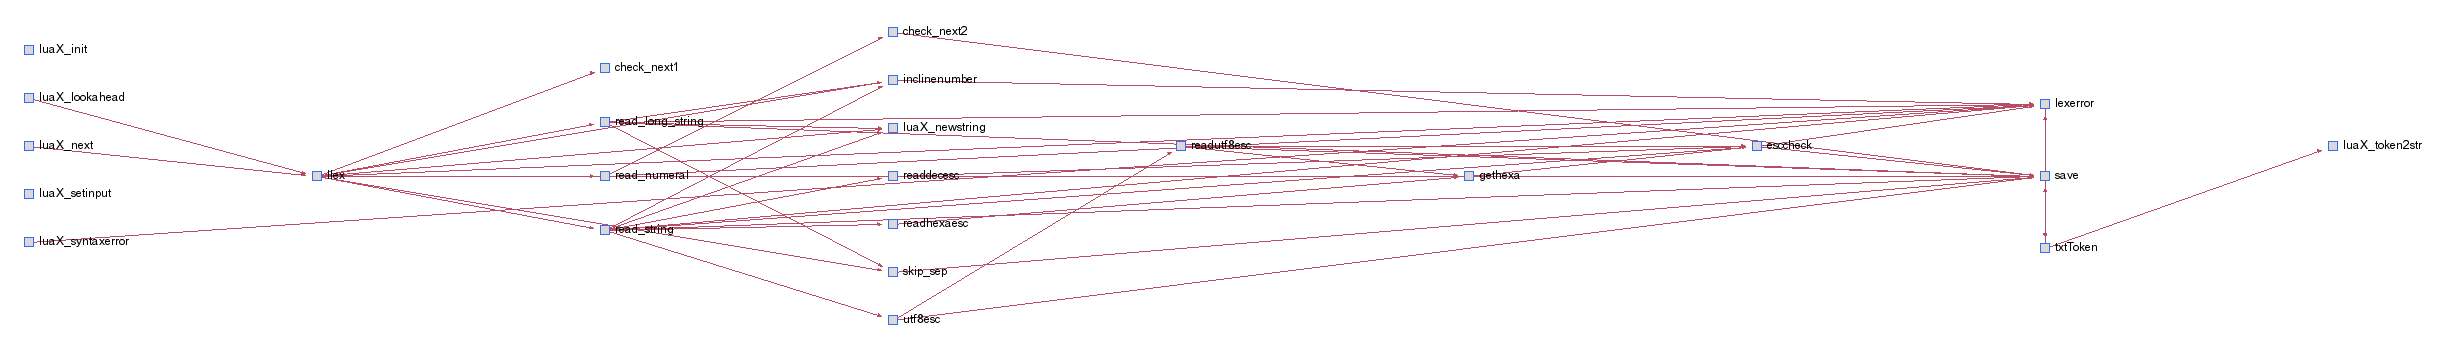 luaX_init
luaX_lookahead
luaX_next
luaX_setinput
luaX_syntaxerror
llex
check_next1
read_long_string
read_numeral
read_string
check_next2
inclinenumber
luaX_newstring
readdecesc
readhexaesc
skip_sep
utf8esc
readutf8esc
gethexa
esccheck
lexerror
save
txtToken
luaX_token2str